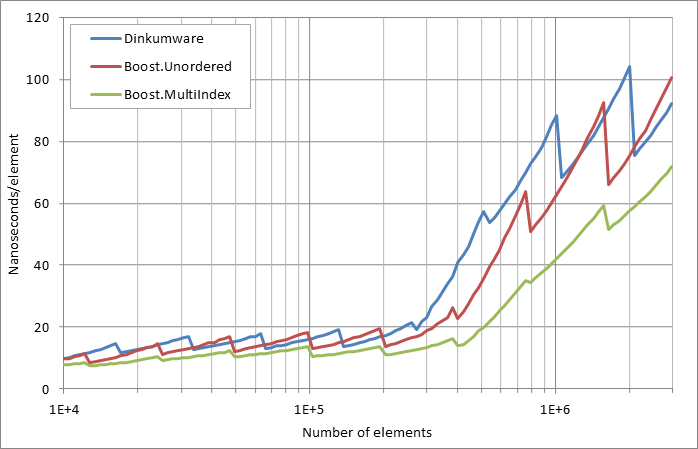 120
100
80
60
40
20
0
Nanoseconds/element
Dinkumware
Boost.Unordered
Boost.MultiIndex
1E+4
1E+5
1E+6
Number of elements